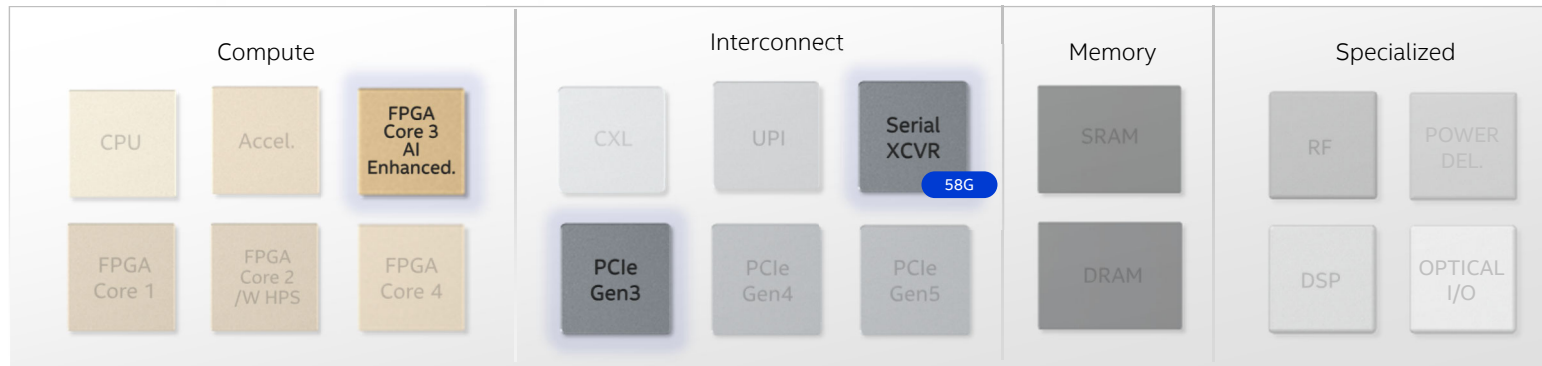 Compute
Interconnect
Memory
Specialized
CPU
Accel.
FPGA
Core 3
AI
Enhanced.
CXL
UPI
Serial
XCVR
58G
SRAM
RF
POWER
DEL.
FPGA
Core 1
FPGA
Core 2
/W HPS
FPGA
Core 4
PCIe
Gen3
PCIe
Gen4
PCIe
Gen5
DRAM
DSP
OPTICAL
I/O